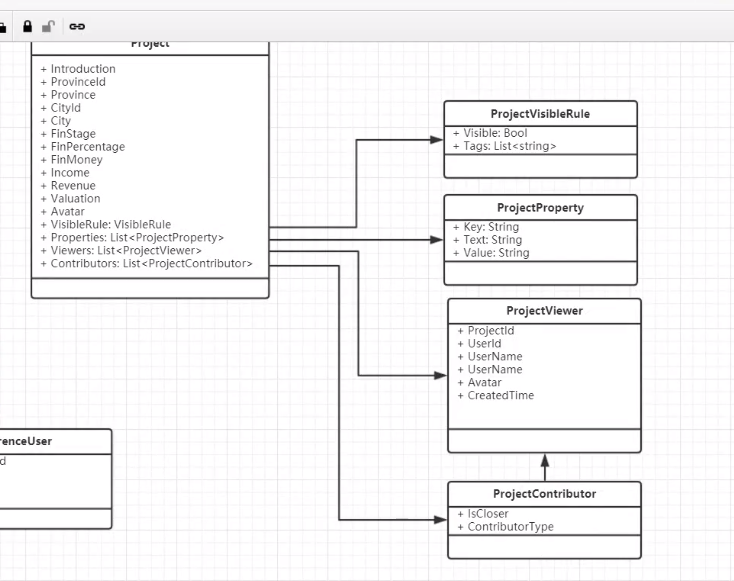 Project
+ Introduction
+ ProvinceId
+ Province
+ CityId
+ City
+ FinStage
+ FinPercentage
+ FinMoney
+ Income
+ Revenue
+ Valuation
+ Avatar
+ VisibleRule: VisibleRule
+ Properties: List<ProjectProperty>
+ Viewers: List<ProjectViewer>
+ Contributors: List<ProjectContributor>
ProjectVisibleRule
+ Visible: Bool
+ Tags: List<string>
ProjectProperty
+ Key: String
+ Text: String
+ Value: String
ProjectViewer
+ ProjectId
+ UserId
+ UserName
+ UserName
+ Avatar
+ CreatedTime
renceUser
d
ProjectContributor
+ IsCloser
+ ContributorType